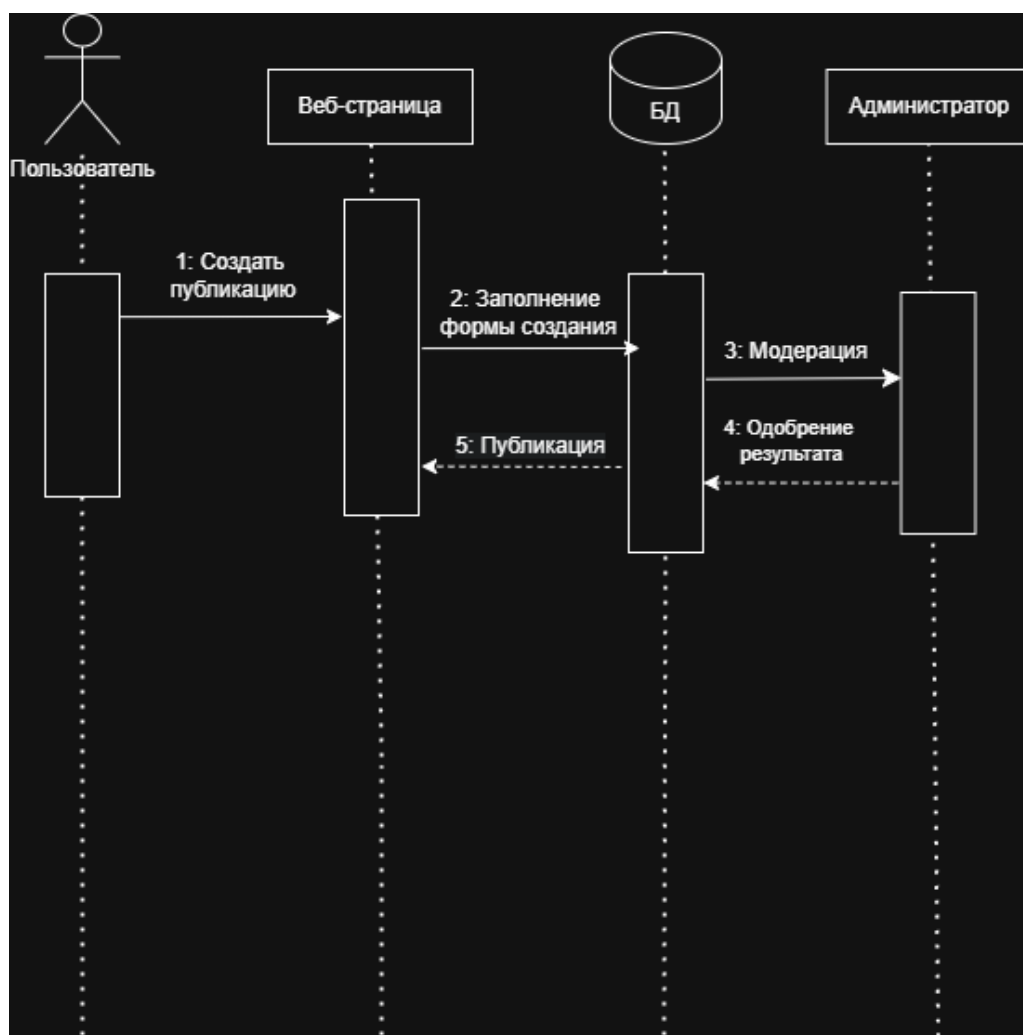 Пользователь
Веб-страница
БД
Администратор
1: Создать
публикацию
2: Заполнение
формы создания
3: Модерация
4: Одобрение
результата
5: Публикация